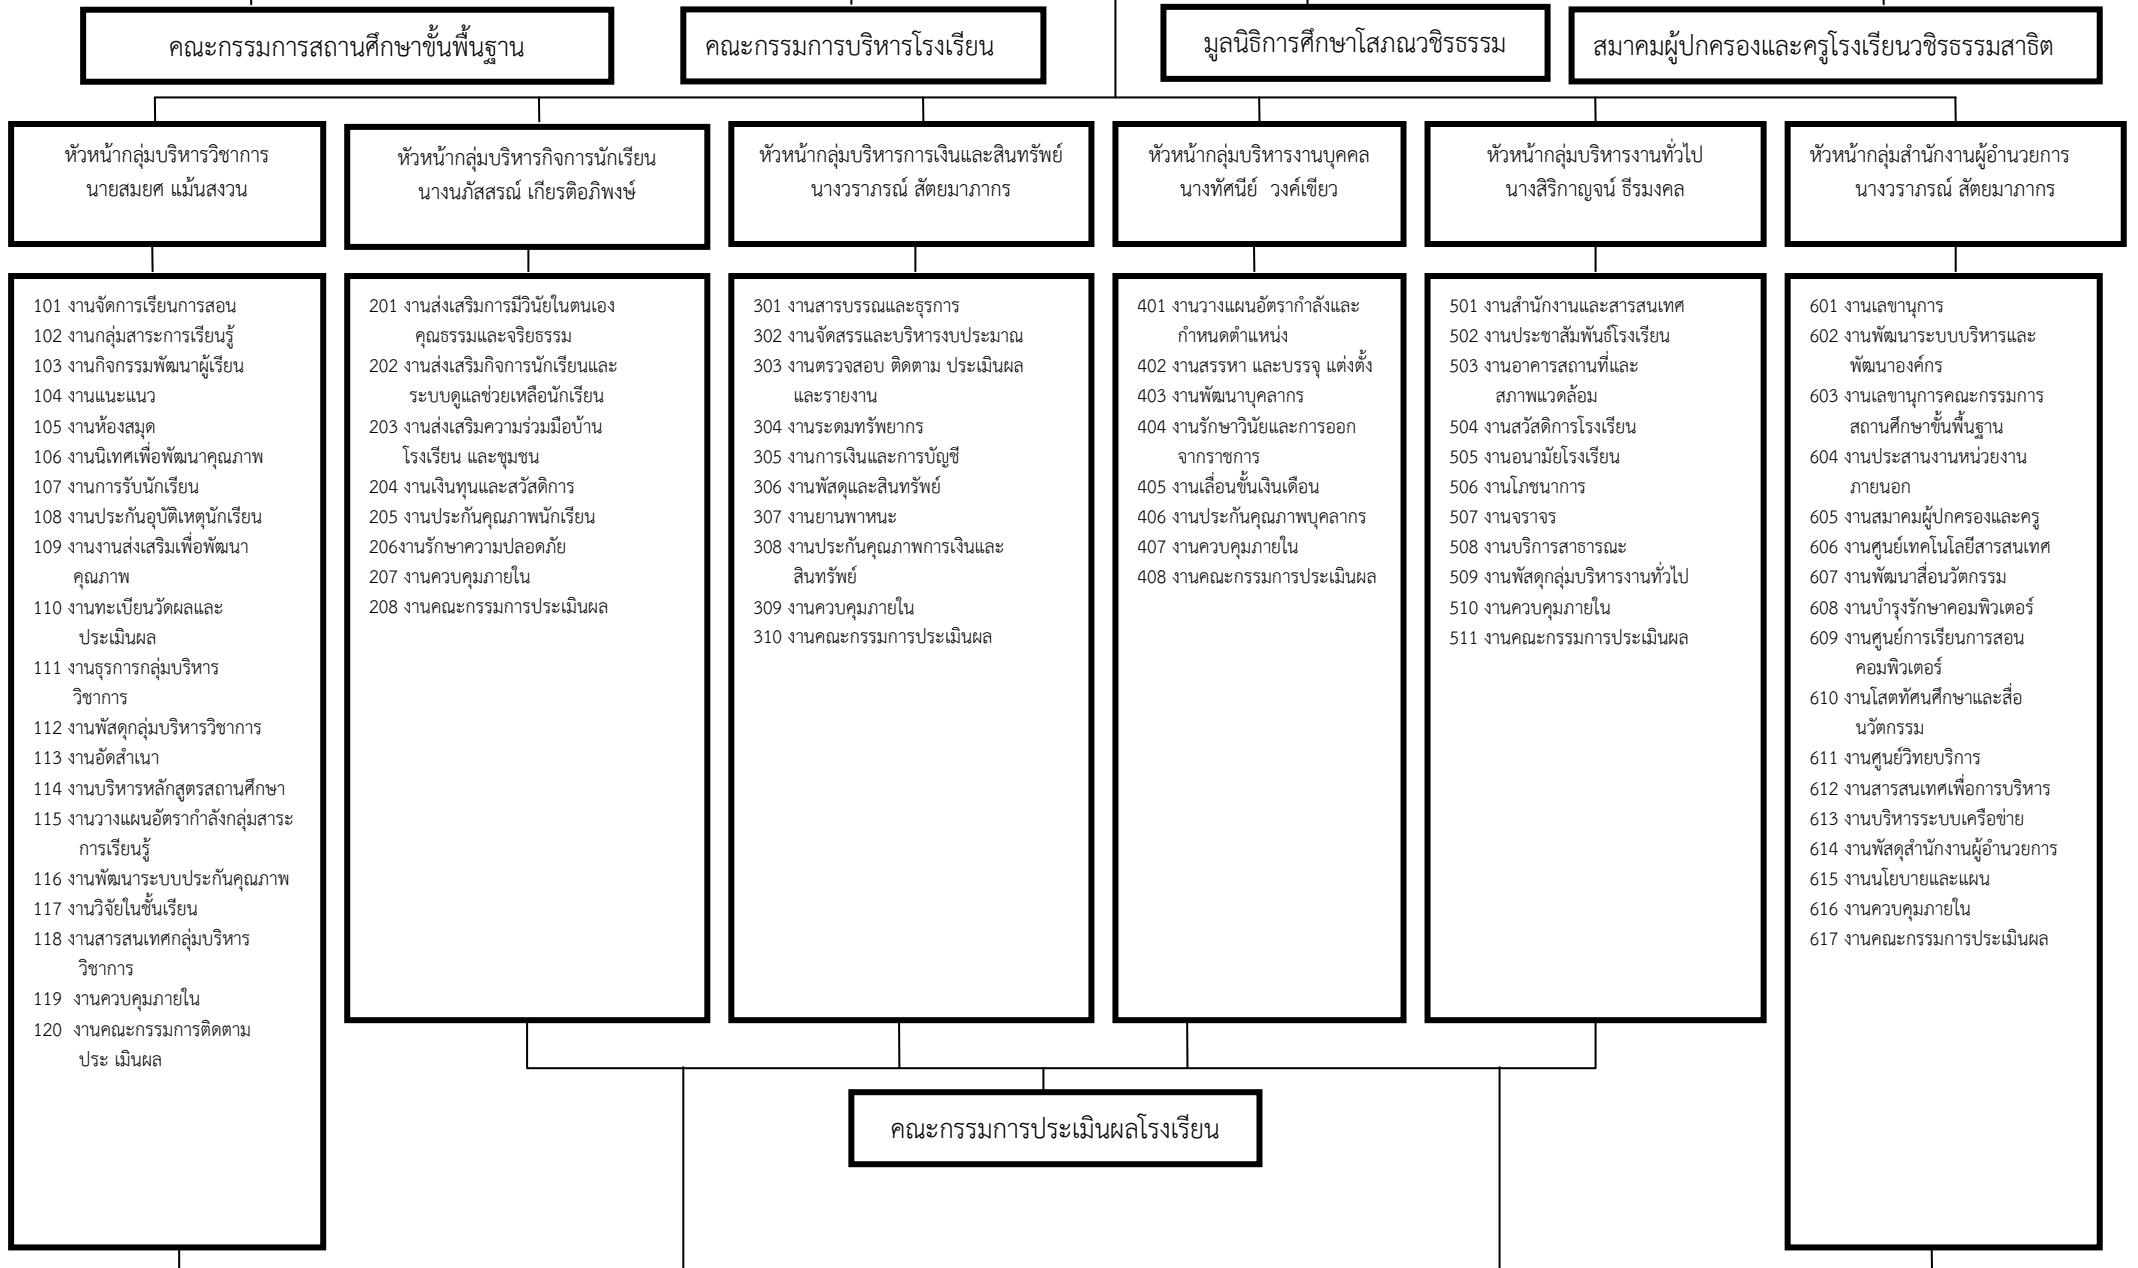 คณะกรรมการสถานศึกษาขั้นพื้นฐาน
คณะกรรมการบริหารโรงเรียน
มูลนิธิการศึกษาโสภณวชิรธรรม
สมาคมผู้ปกครองและครูโรงเรียนวชิรธรรมสาธิต
หัวหน้ากลุ่มบริหารวิชาการ
นายสมยศ แม้นสงวน
หัวหน้ากลุ่มบริหารกิจการนักเรียน
นางนภัสสรณ์ เกียรติอภิพงษ์
หัวหน้ากลุ่มบริหารการเงินและสินทรัพย์
นางวราภรณ์ สัตยมาภากร
หัวหน้ากลุ่มบริหารงานบุคคล
นางทัศนีย์ วงค์เขียว
หัวหน้ากลุ่มบริหารงานทั่วไป
นางสิริกาญจน์ ธีรมงคล
หัวหน้ากลุ่มสำนักงานผู้อำนวยการ
นางวราภรณ์ สัตยมาภากร
101 งานจัดการเรียนการสอน
102 งานกลุ่มสาระการเรียนรู้
103 งานกิจกรรมพัฒนาผู้เรียน
104 งานแนะแนว
105 งานห้องสมุด
106 งานนิเทศเพื่อพัฒนาคุณภาพ
107 งานการรับนักเรียน
108 งานประกันอุบัติเหตุนักเรียน
109 งานงานส่งเสริมเพื่อพัฒนา
คุณภาพ
110 งานทะเบียนวัดผลและ
ประเมินผล
111 งานธุรการกลุ่มบริหาร
วิชาการ
112 งานพัสดุกลุ่มบริหารวิชาการ
113 งานอัดสำเนา
114 งานบริหารหลักสูตรสถานศึกษา
115 งานวางแผนอัตรากำลังกลุ่มสาระ
การเรียนรู้
116 งานพัฒนาระบบประกันคุณภาพ
117 งานวิจัยในชั้นเรียน
118 งานสารสนเทศกลุ่มบริหาร
วิชาการ
119 งานควบคุมภายใน
120 งานคณะกรรมการติดตาม
ประ เมินผล
201 งานส่งเสริมการมีวินัยในตนเอง
คุณธรรมและจริยธรรม
202 งานส่งเสริมกิจการนักเรียนและ
ระบบดูแลช่วยเหลือนักเรียน
203 งานส่งเสริมความร่วมมือบ้าน
โรงเรียน และชุมชน
204 งานเงินทุนและสวัสดิการ
205 งานประกันคุณภาพนักเรียน
206งานรักษาความปลอดภัย
207 งานควบคุมภายใน
208 งานคณะกรรมการประเมินผล
301 งานสารบรรณและธุรการ
302 งานจัดสรรและบริหารงบประมาณ
303 งานตรวจสอบ ติดตาม ประเมินผล
และรายงาน
304 งานระดมทรัพยากร
305 งานการเงินและการบัญชี
306 งานพัสดุและสินทรัพย์
307 งานยานพาหนะ
308 งานประกันคุณภาพการเงินและ
สินทรัพย์
309 งานควบคุมภายใน
310 งานคณะกรรมการประเมินผล
401 งานวางแผนอัตรากำลังและ
กำหนดตำแหน่ง
402 งานสรรหา และบรรจุ แต่งตั้ง
403 งานพัฒนาบุคลากร
404 งานรักษาวินัยและการออก
จากราชการ
405 งานเลื่อนขั้นเงินเดือน
406 งานประกันคุณภาพบุคลากร
407 งานควบคุมภายใน
408 งานคณะกรรมการประเมินผล
501 งานสำนักงานและสารสนเทศ
502 งานประชาสัมพันธ์โรงเรียน
503 งานอาคารสถานที่และ
สภาพแวดล้อม
504 งานสวัสดิการโรงเรียน
505 งานอนามัยโรงเรียน
506 งานโภชนาการ
507 งานจราจร
508 งานบริการสาธารณะ
509 งานพัสดุกลุ่มบริหารงานทั่วไป
510 งานควบคุมภายใน
511 งานคณะกรรมการประเมินผล
601 งานเลขานุการ
602 งานพัฒนาระบบบริหารและ
พัฒนาองค์กร
603 งานเลขานุการคณะกรรมการ
สถานศึกษาขั้นพื้นฐาน
604 งานประสานงานหน่วยงาน
ภายนอก
605 งานสมาคมผู้ปกครองและครู
606 งานศูนย์เทคโนโลยีสารสนเทศ
607 งานพัฒนาสื่อนวัตกรรม
608 งานบำรุงรักษาคอมพิวเตอร์
609 งานศูนย์การเรียนการสอน
คอมพิวเตอร์
610 งานโสตทัศนศึกษาและสื่อ
นวัตกรรม
611 งานศูนย์วิทยบริการ
612 งานสารสนเทศเพื่อการบริหาร
613 งานบริหารระบบเครือข่าย
614 งานพัสดุสำนักงานผู้อำนวยการ
615 งานนโยบายและแผน
616 งานควบคุมภายใน
617 งานคณะกรรมการประเมินผล
คณะกรรมการประเมินผลโรงเรียน